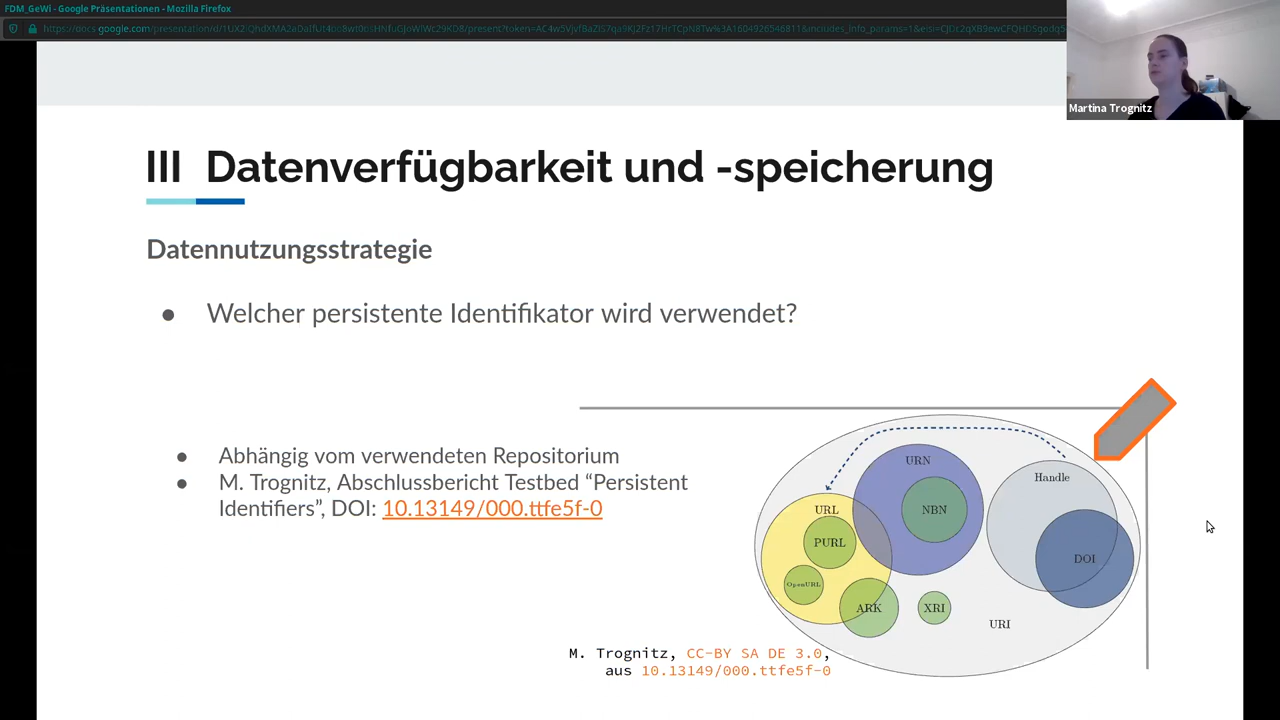 FDM_GeWi - Google Präsentationen - Mozilla Firefox
Martina Trognitz
III Datenverfügbarkeit und -speicherung
Datennutzungsstrategie
● Welcher persistente Identifikator wird verwendet?
● Abhängig vom verwendeten Repositorium
● M. Trognitz, Abschlussbericht Testbed “Persistent
Identifiers”, DOI: 10.13149/000.ttfe5f-0
URN
Handle
URL
NBN
PURL
DOI
OpenURL
ARK
XRI
URI
M. Trognitz, CC-BY SA DE 3.0,
aus 10.13149/000.ttfe5f-0